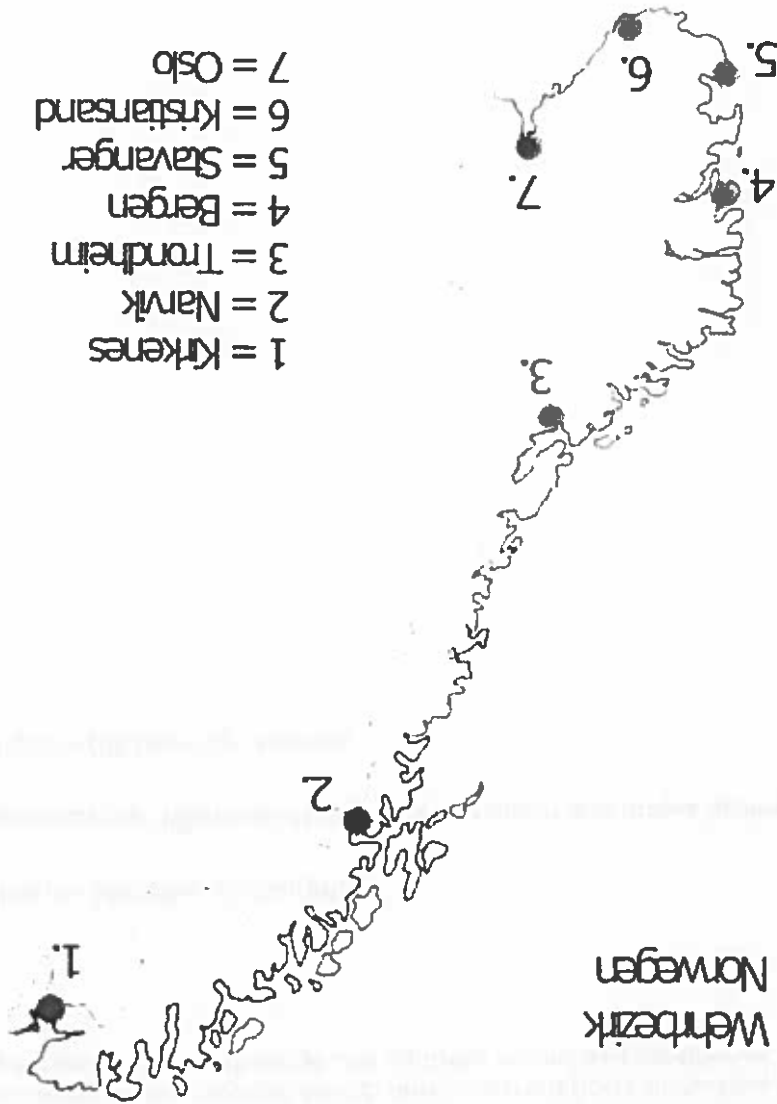 Wehrbezirk
Norwegen
1.
2.
3.
4.
5.
6.
7.
1 = Kirkenes
2 = Narvik
3 = Trondheim
4 = Bergen
5 = Stavanger
6 = Kristiansand
7 = Oslo